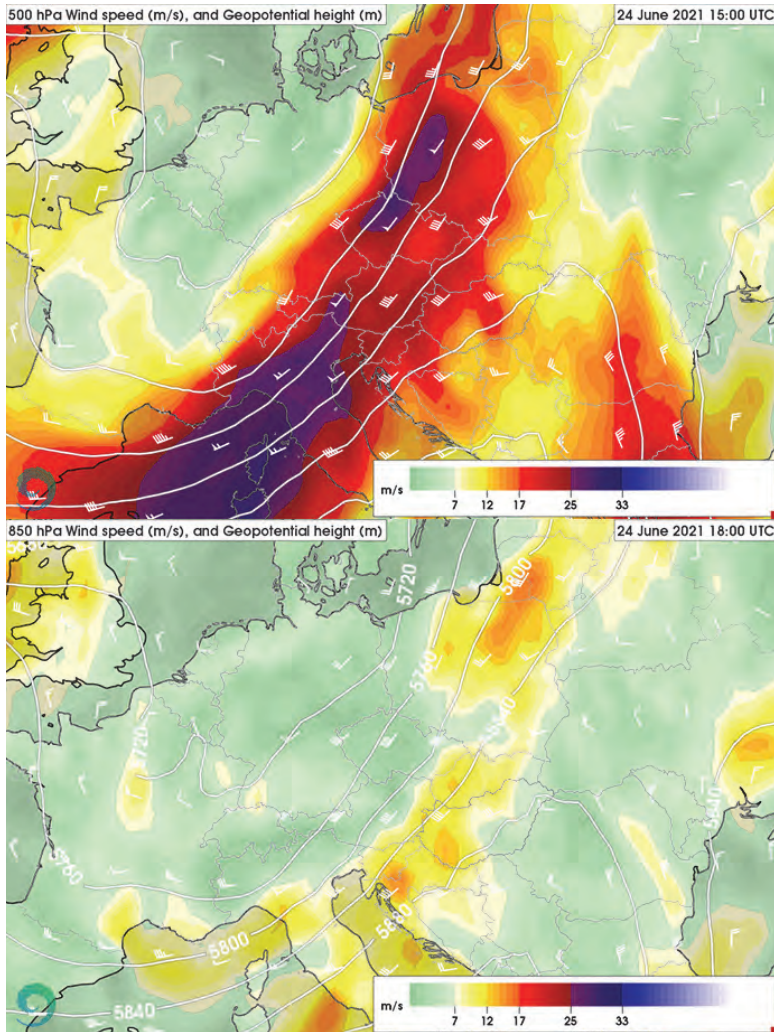 500 hPa Wind speed (m/s), and Geopotential height (m)
24 June 2021 15:00 UTC
m/s
7 12 17 25 33
850 hPa Wind speed (m/s), and Geopotential height (m)
24 June 2021 18:00 UTC
5720
5800
5760
5840
5720
5640
5760
5880
5800
5840
m/s
7 12 17 25 33